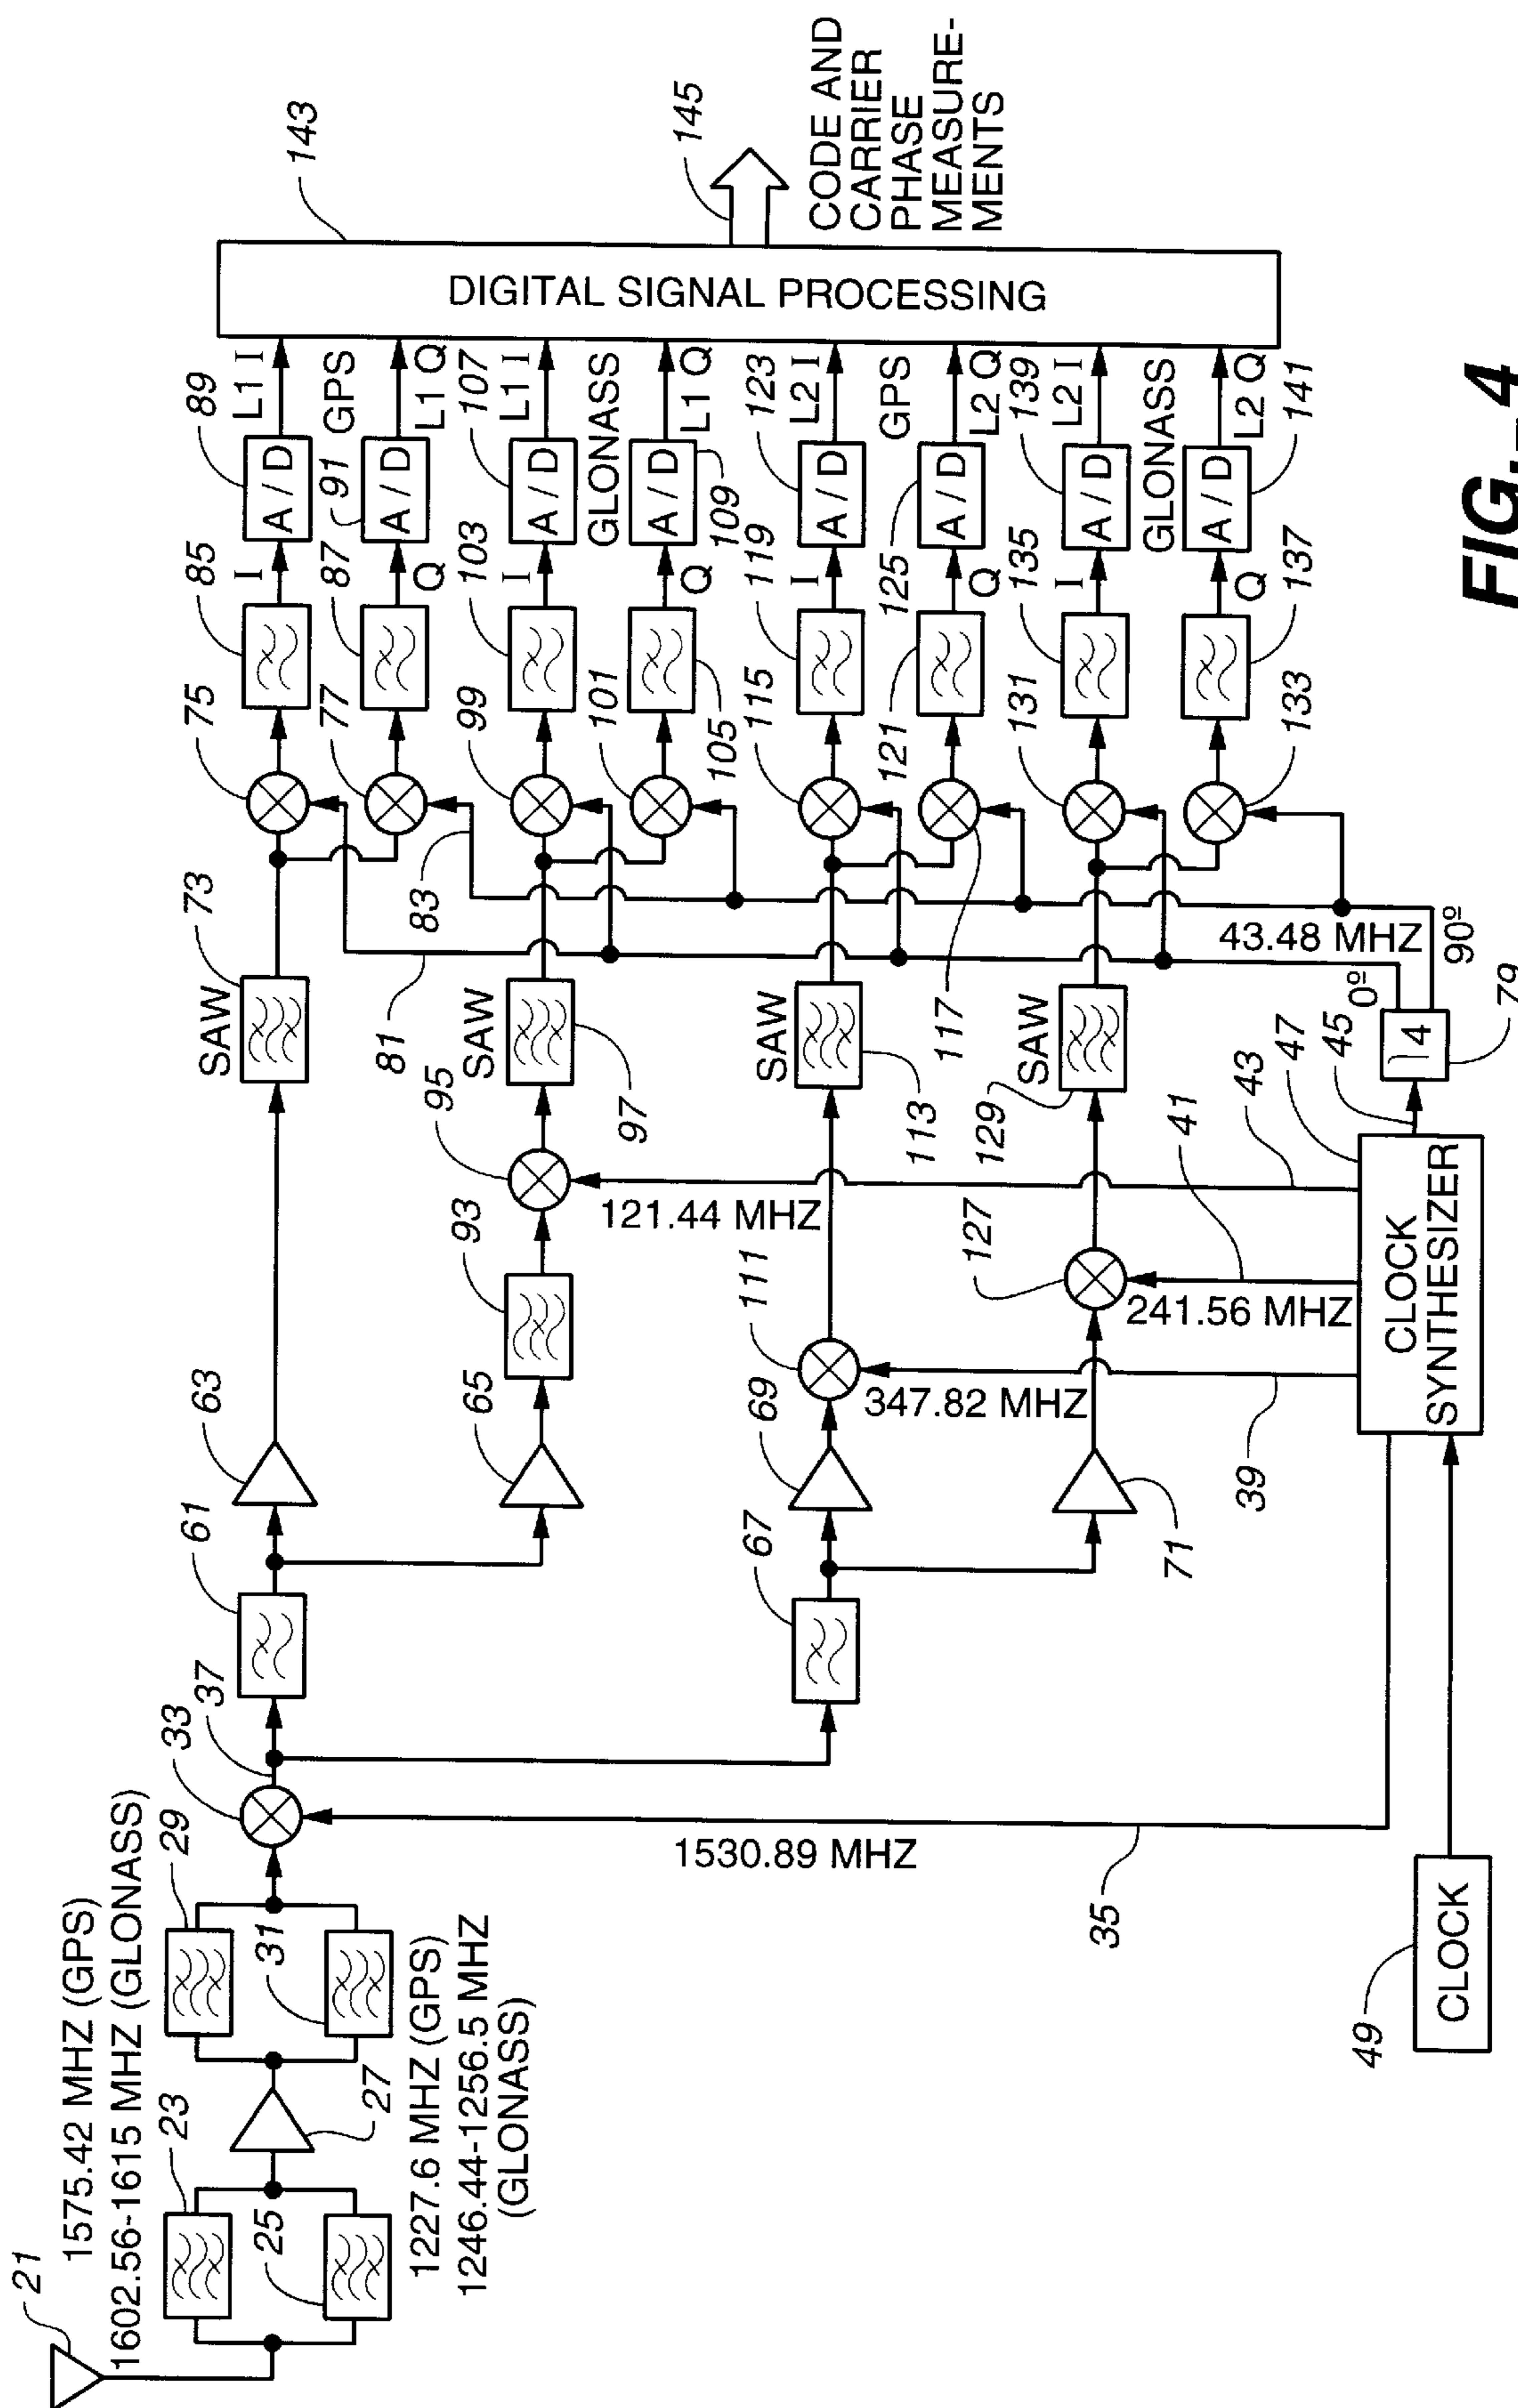 21
1575.42 MHZ (GPS)
1602.56-1615 MHZ (GLONASS)
23
25
27
29
31
1227.6 MHZ (GPS)
1246.44-1256.5 MHZ
(GLONASS)
33
37
1530.89 MHZ
35
49
CLOCK
61
63
65
67
69
71
93
95
121.44 MHZ
111
347.82 MHZ
39
127
241.56 MHZ
41
43
47
45
CLOCK
SYNTHESIZER
SAW
73
SAW
97
SAW
113
SAW
129
81
83
43.48 MHZ
0º
90º
⌠4
79
75
77
99
101
115
117
131
133
85
87
103
105
119
121
135
137
I
Q
I
Q
I
Q
I
Q
89
A / D
91
A / D
107
A / D
109
A / D
123
A / D
125
A / D
139
A / D
141
A / D
L1 I
GPS
L1 Q
L1 I
GLONASS
L1 Q
L2 I
GPS
L2 Q
L2 I
GLONASS
L2 Q
DIGITAL SIGNAL PROCESSING
143
145
CODE AND
CARRIER
PHASE
MEASURE-
MENTS
FIG._4